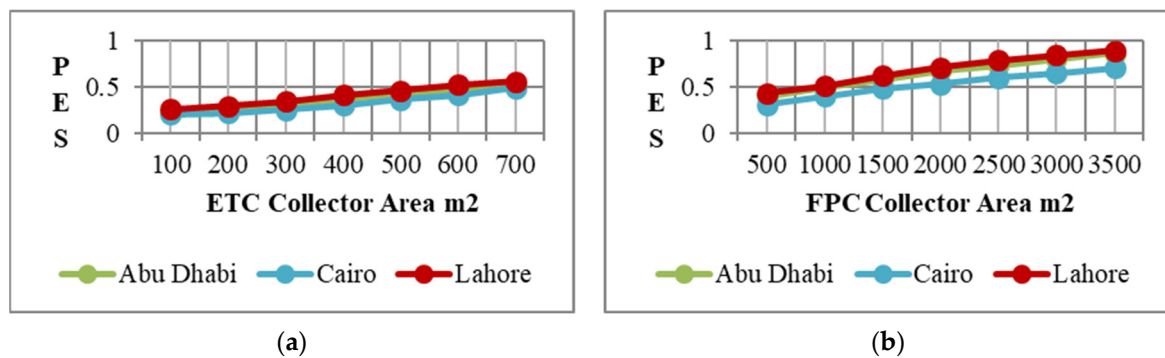 1
0.5
0
P
E
S
100 200 300 400 500 600 700
ETC Collector Area m2
Abu Dhabi Cairo Lahore
(a)
1
0.5
0
P
E
S
500 1000 1500 2000 2500 3000 3500
FPC Collector Area m2
Abu Dhabi Cairo Lahore
(b)